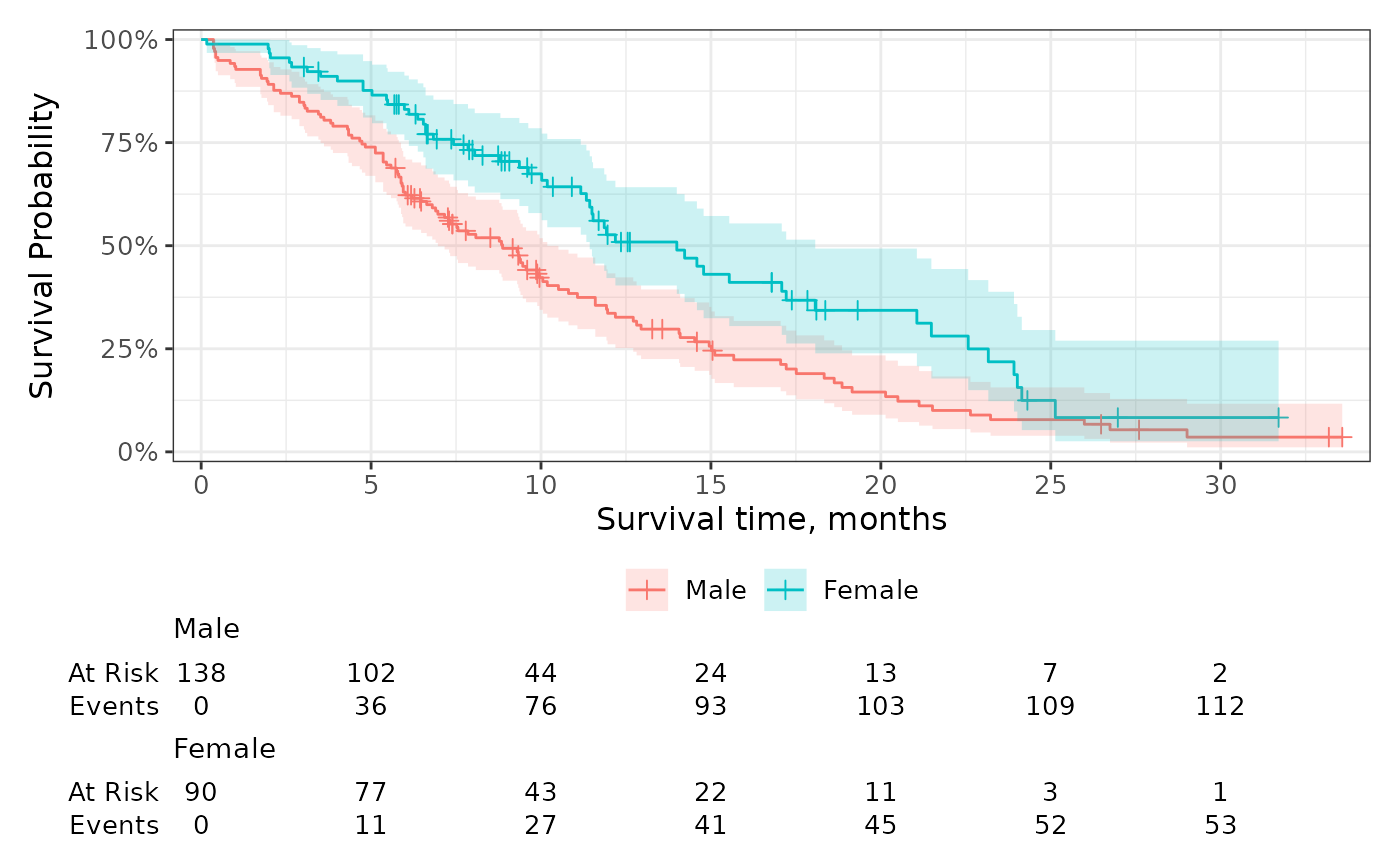 Survival Probability
100%
75%
50%
25%
0%
0 5 10 15 20 25 30
Survival time, months
Male Female
Male
At Risk 138 102 44 24 13 7 2
Events 0 36 76 93 103 109 112
Female
At Risk 90 77 43 22 11 3 1
Events 0 11 27 41 45 52 53